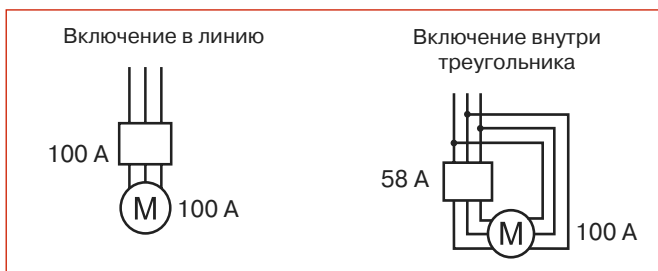 Включение в линию
100 А
М
100 А
Включение внутри
треугольника
58 А
М
100 А